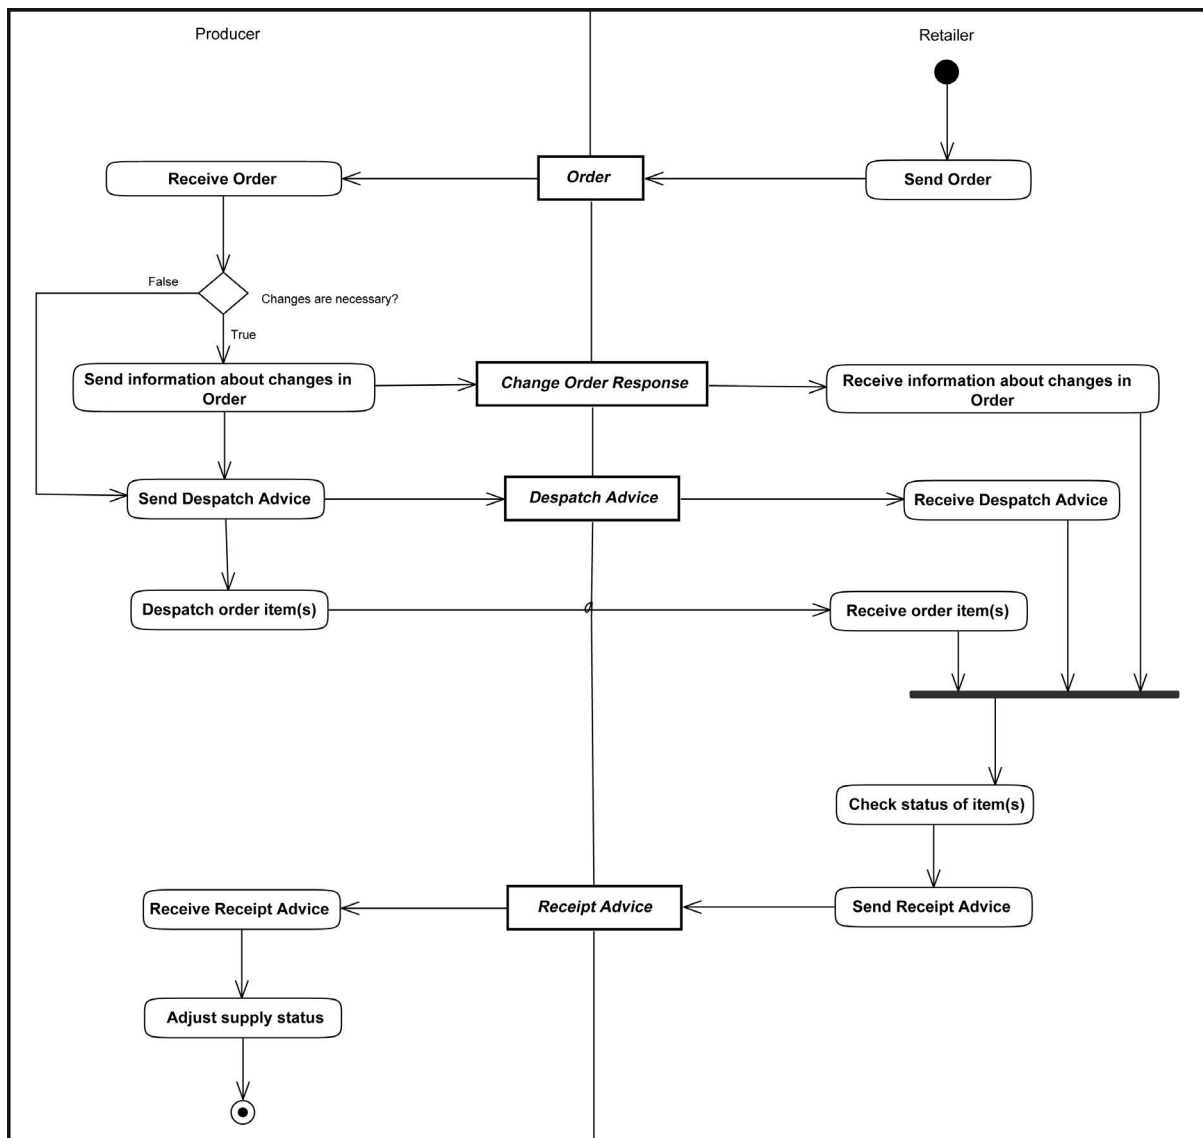 Producer
Retailer
Receive Order
Order
Send Order
False
Changes are necessary?
True
Send information about changes in
Order
Change Order Response
Receive information about changes in
Order
Send Despatch Advice
Despatch Advice
Receive Despatch Advice
Despatch order item(s)
Receive order item(s)
Check status of item(s)
Receive Receipt Advice
Receipt Advice
Send Receipt Advice
Adjust supply status